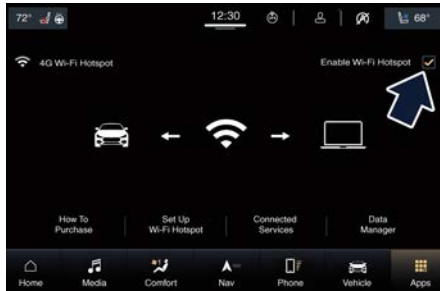 72° 12:30 68°
4G Wi-Fi Hotspot Enable Wi-Fi Hotspot
How To Set Up Connected Data
Purchase Wi-Fi Hotspot Services Manager
Home Media Comfort Nav Phone Vehicle Apps